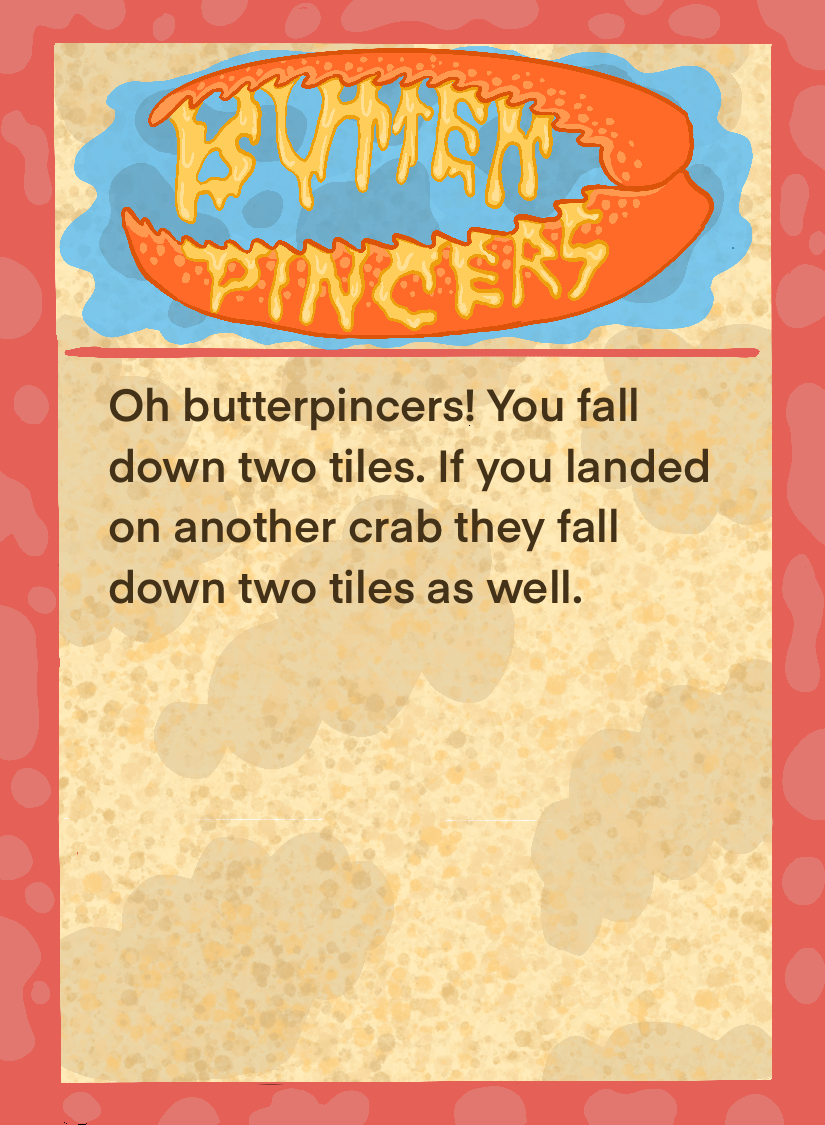 BUTTER
PINCERS
Oh butterpincers! You fall
down two tiles. If you landed
on another crab they fall
down two tiles as well.